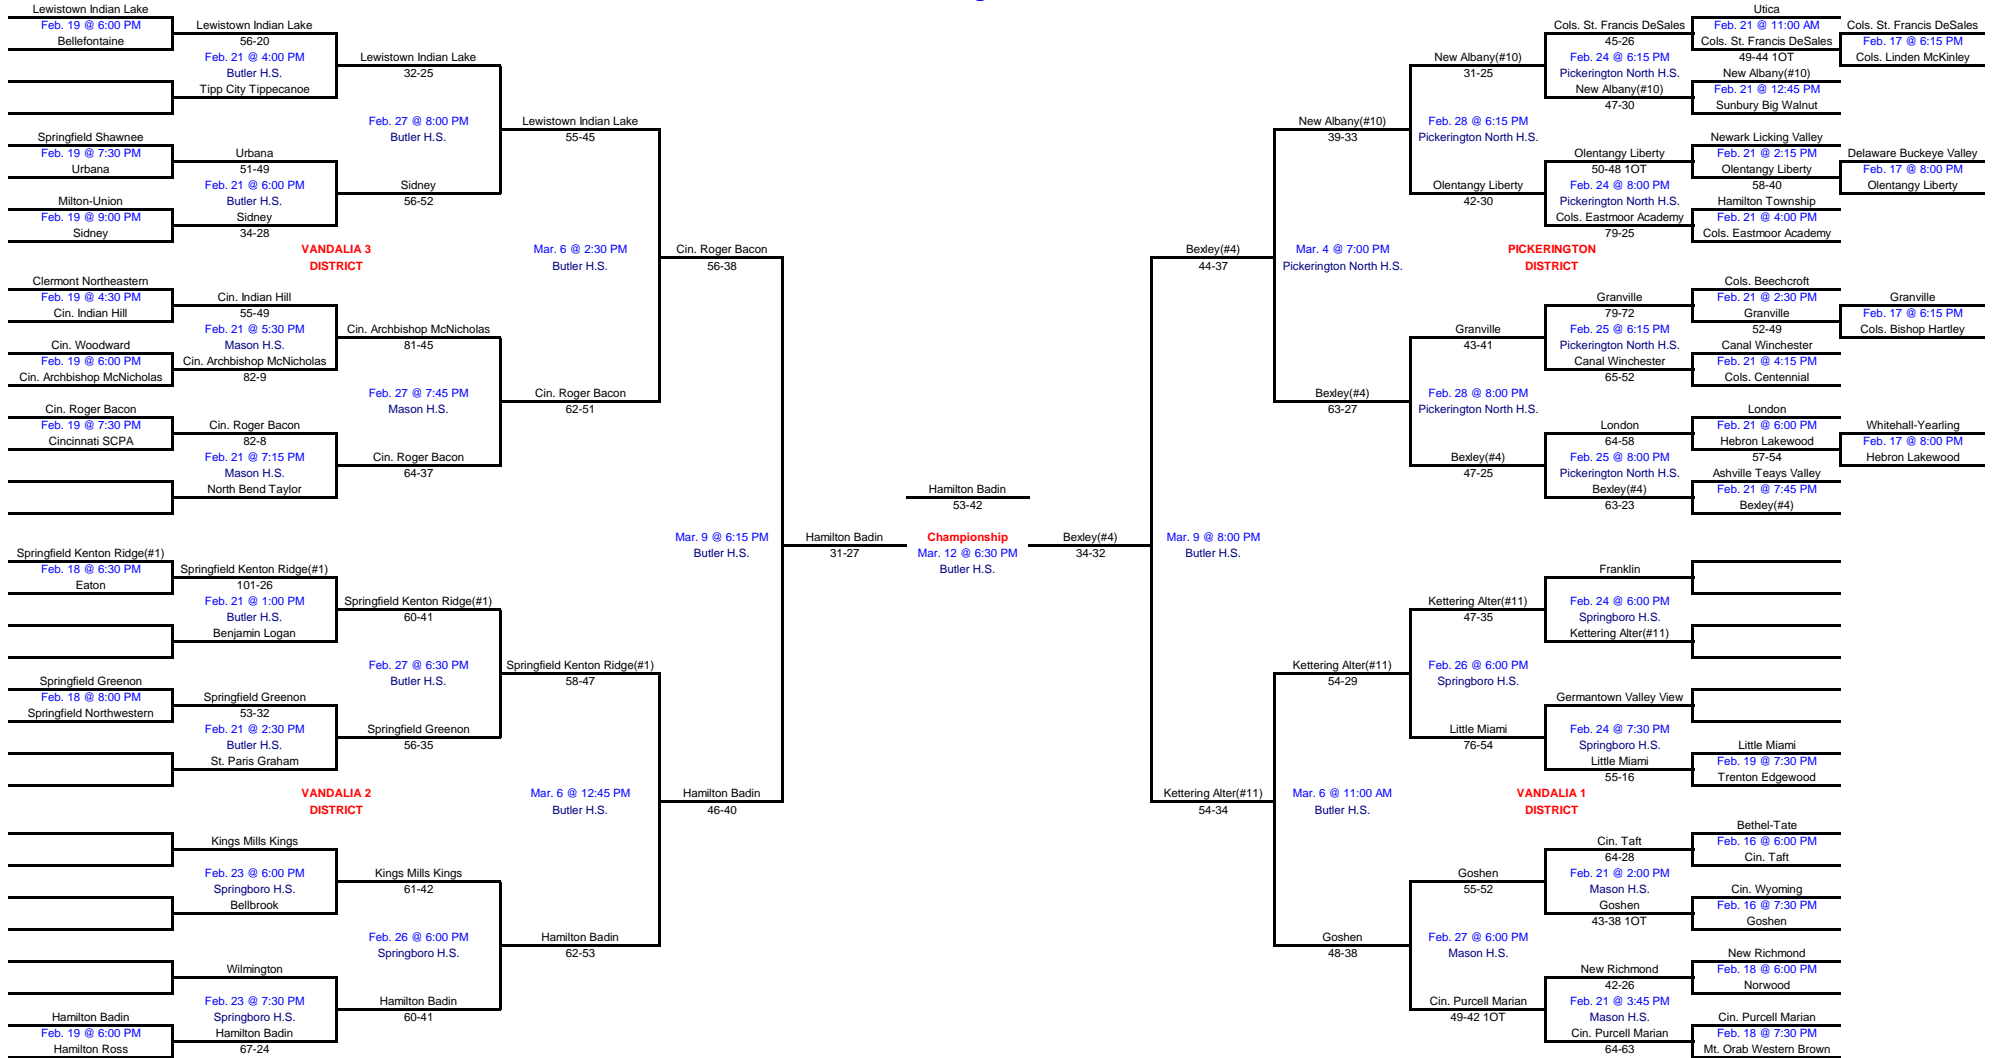 Lewistown Indian Lake
Feb. 19 @ 6:00 PM
Bellefontaine
Springfield Shawnee
Feb. 19 @ 7:30 PM
Urbana
Milton-Union
Feb. 19 @ 9:00 PM
Sidney
Clermont Northeastern
Feb. 19 @ 4:30 PM
Cin. Indian Hill
Cin. Woodward
Feb. 19 @ 6:00 PM
Cin. Archbishop McNicholas
Cin. Roger Bacon
Feb. 19 @ 7:30 PM
Cincinnati SCPA
Springfield Kenton Ridge(#1)
Feb. 18 @ 6:30 PM
Eaton
Springfield Greenon
Feb. 18 @ 8:00 PM
Springfield Northwestern
Hamilton Badin
Feb. 19 @ 6:00 PM
Hamilton Ross
Lewistown Indian Lake
56-20
Feb. 21 @ 4:00 PM
Butler H.S.
Tipp City Tippecanoe
Urbana
51-49
Feb. 21 @ 6:00 PM
Butler H.S.
Sidney
34-28
Cin. Indian Hill
55-49
Feb. 21 @ 5:30 PM
Mason H.S.
Cin. Archbishop McNicholas
82-9
Cin. Roger Bacon
82-8
Feb. 21 @ 7:15 PM
Mason H.S.
North Bend Taylor
Springfield Kenton Ridge(#1)
101-26
Feb. 21 @ 1:00 PM
Butler H.S.
Benjamin Logan
Springfield Greenon
53-32
Feb. 21 @ 2:30 PM
Butler H.S.
St. Paris Graham
Kings Mills Kings
Feb. 23 @ 6:00 PM
Springboro H.S.
Bellbrook
Wilmington
Feb. 23 @ 7:30 PM
Springboro H.S.
Hamilton Badin
67-24
Lewistown Indian Lake
32-25
Feb. 27 @ 8:00 PM
Butler H.S.
Sidney
56-52
VANDALIA 3
DISTRICT
Cin. Archbishop McNicholas
81-45
Feb. 27 @ 7:45 PM
Mason H.S.
Cin. Roger Bacon
64-37
Springfield Kenton Ridge(#1)
60-41
Feb. 27 @ 6:30 PM
Butler H.S.
Springfield Greenon
56-35
VANDALIA 2
DISTRICT
Kings Mills Kings
61-42
Feb. 26 @ 6:00 PM
Springboro H.S.
Hamilton Badin
60-41
Lewistown Indian Lake
55-45
Mar. 6 @ 2:30 PM
Butler H.S.
Cin. Roger Bacon
62-51
Springfield Kenton Ridge(#1)
58-47
Mar. 6 @ 12:45 PM
Butler H.S.
Hamilton Badin
62-53
Cin. Roger Bacon
56-38
Mar. 9 @ 6:15 PM
Butler H.S.
Hamilton Badin
46-40
Hamilton Badin
31-27
Hamilton Badin
53-42
Championship
Mar. 12 @ 6:30 PM
Butler H.S.
Bexley(#4)
34-32
Bexley(#4)
44-37
Mar. 9 @ 8:00 PM
Butler H.S.
Kettering Alter(#11)
54-34
New Albany(#10)
39-33
Mar. 4 @ 7:00 PM
Pickerington North H.S.
Bexley(#4)
63-27
Kettering Alter(#11)
54-29
Mar. 6 @ 11:00 AM
Butler H.S.
Goshen
48-38
New Albany(#10)
31-25
Feb. 28 @ 6:15 PM
Pickerington North H.S.
Olentangy Liberty
42-30
PICKERINGTON
DISTRICT
Granville
43-41
Feb. 28 @ 8:00 PM
Pickerington North H.S.
Bexley(#4)
47-25
Kettering Alter(#11)
47-35
Feb. 26 @ 6:00 PM
Springboro H.S.
Little Miami
76-54
VANDALIA 1
DISTRICT
Goshen
55-52
Feb. 27 @ 6:00 PM
Mason H.S.
Cin. Purcell Marian
49-42 1OT
Cols. St. Francis DeSales
45-26
Feb. 24 @ 6:15 PM
Pickerington North H.S.
New Albany(#10)
47-30
Olentangy Liberty
50-48 1OT
Feb. 24 @ 8:00 PM
Pickerington North H.S.
Cols. Eastmoor Academy
79-25
Granville
79-72
Feb. 25 @ 6:15 PM
Pickerington North H.S.
Canal Winchester
65-52
London
64-58
Feb. 25 @ 8:00 PM
Pickerington North H.S.
Bexley(#4)
63-23
Franklin
Feb. 24 @ 6:00 PM
Springboro H.S.
Kettering Alter(#11)
Germantown Valley View
Feb. 24 @ 7:30 PM
Springboro H.S.
Little Miami
55-16
Cin. Taft
64-28
Feb. 21 @ 2:00 PM
Mason H.S.
Goshen
43-38 1OT
New Richmond
42-26
Feb. 21 @ 3:45 PM
Mason H.S.
Cin. Purcell Marian
64-63
Utica
Feb. 21 @ 11:00 AM
Cols. St. Francis DeSales
49-44 1OT
New Albany(#10)
Feb. 21 @ 12:45 PM
Sunbury Big Walnut
Newark Licking Valley
Feb. 21 @ 2:15 PM
Olentangy Liberty
58-40
Hamilton Township
Feb. 21 @ 4:00 PM
Cols. Eastmoor Academy
Cols. Beechcroft
Feb. 21 @ 2:30 PM
Granville
52-49
Canal Winchester
Feb. 21 @ 4:15 PM
Cols. Centennial
London
Feb. 21 @ 6:00 PM
Hebron Lakewood
57-54
Ashville Teays Valley
Feb. 21 @ 7:45 PM
Bexley(#4)
Little Miami
Feb. 19 @ 7:30 PM
Trenton Edgewood
Bethel-Tate
Feb. 16 @ 6:00 PM
Cin. Taft
Cin. Wyoming
Feb. 16 @ 7:30 PM
Goshen
New Richmond
Feb. 18 @ 6:00 PM
Norwood
Cin. Purcell Marian
Feb. 18 @ 7:30 PM
Mt. Orab Western Brown
Cols. St. Francis DeSales
Feb. 17 @ 6:15 PM
Cols. Linden McKinley
Delaware Buckeye Valley
Feb. 17 @ 8:00 PM
Olentangy Liberty
Granville
Feb. 17 @ 6:15 PM
Cols. Bishop Hartley
Whitehall-Yearling
Feb. 17 @ 8:00 PM
Hebron Lakewood